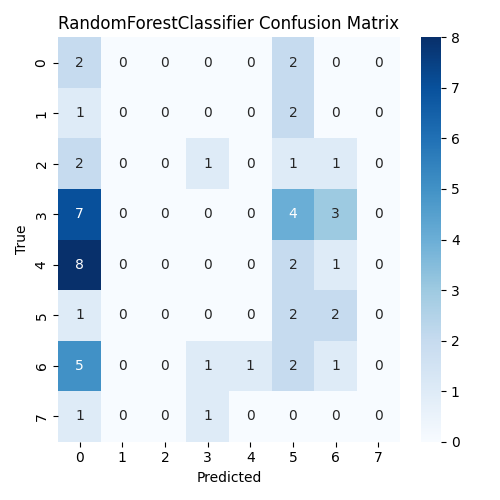 RandomForestClassifier Confusion Matrix
0 2 0 0 0 0 2 0 0
1 1 0 0 0 0 2 0 0
2 2 0 0 1 0 1 1 0
3 7 0 0 0 0 4 3 0
4 8 0 0 0 0 2 1 0
5 1 0 0 0 0 2 2 0
6 5 0 0 1 1 2 1 0
7 1 0 0 1 0 0 0 0
0 1 2 3 4 5 6 7
True
Predicted
8
7
6
5
4
3
2
1
0